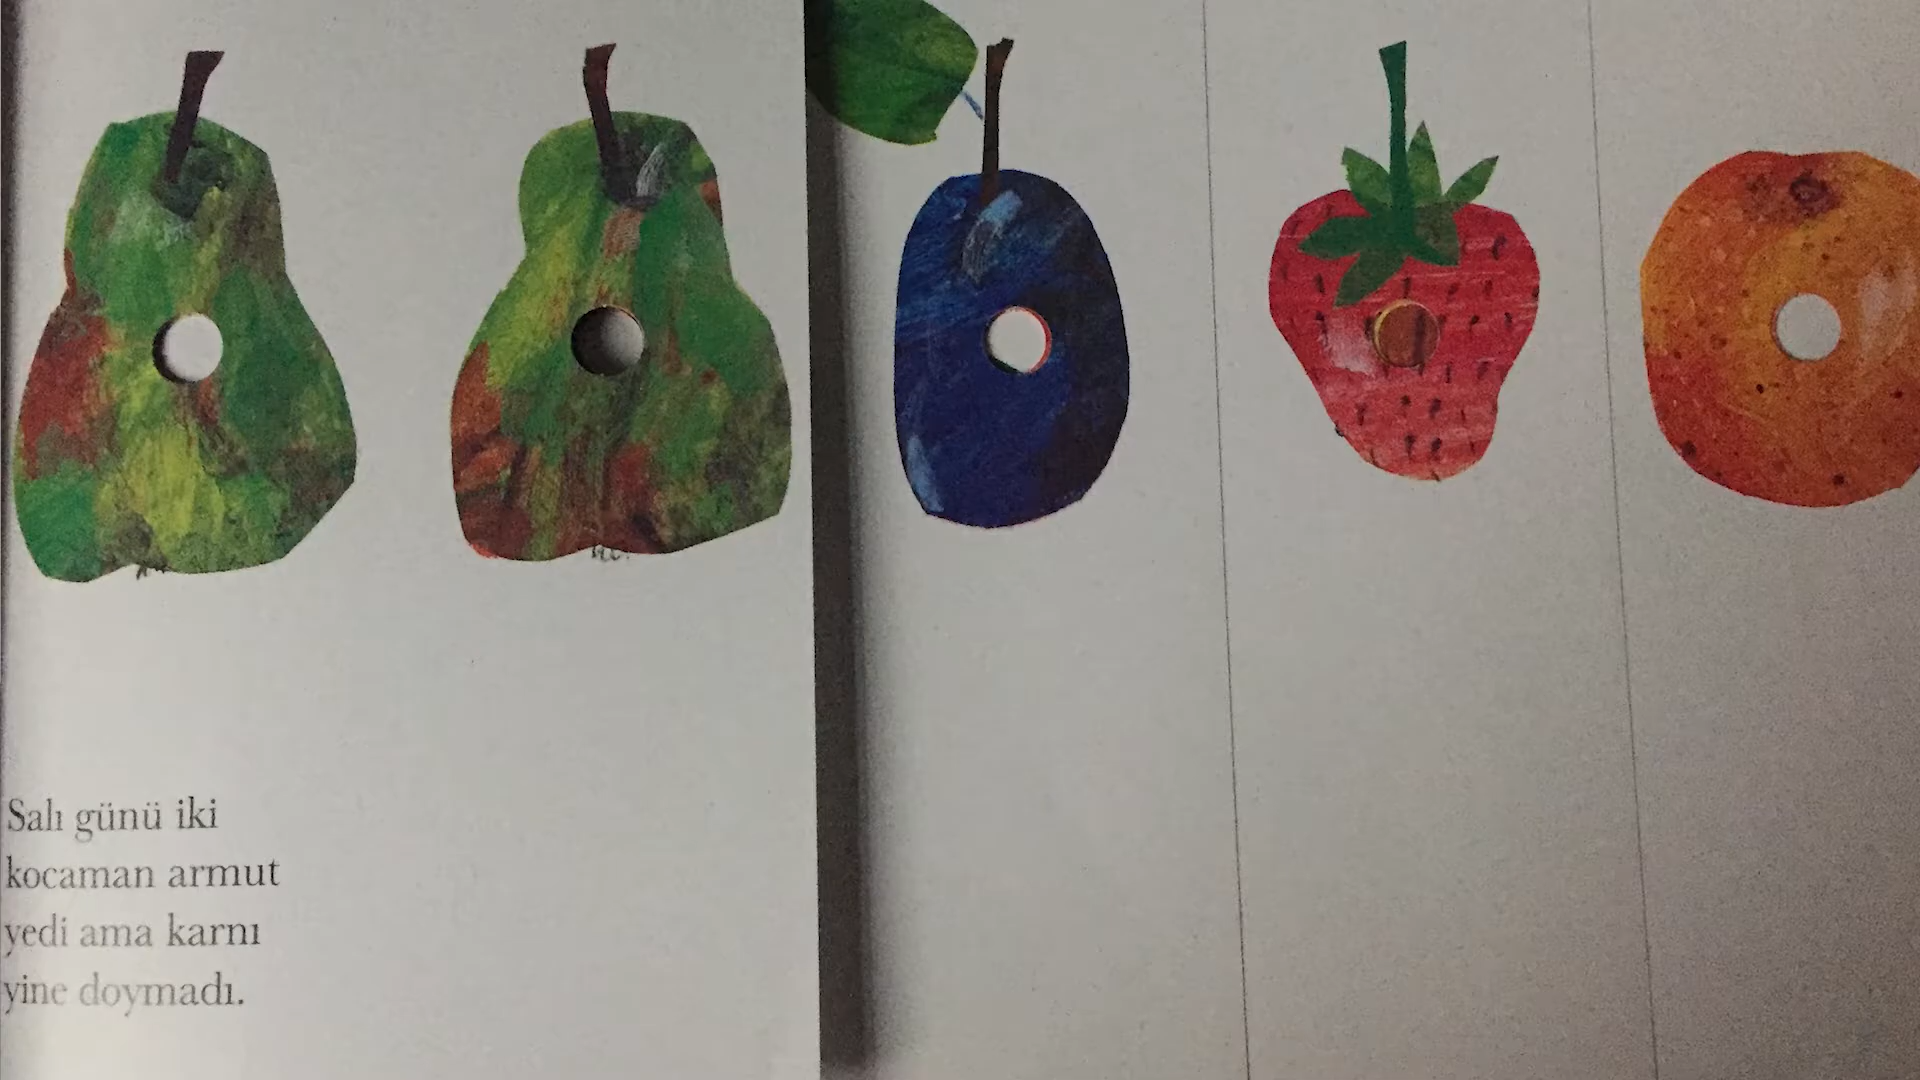 Salı günü iki
kocaman armut
yedi ama karnı
yine doymadı.